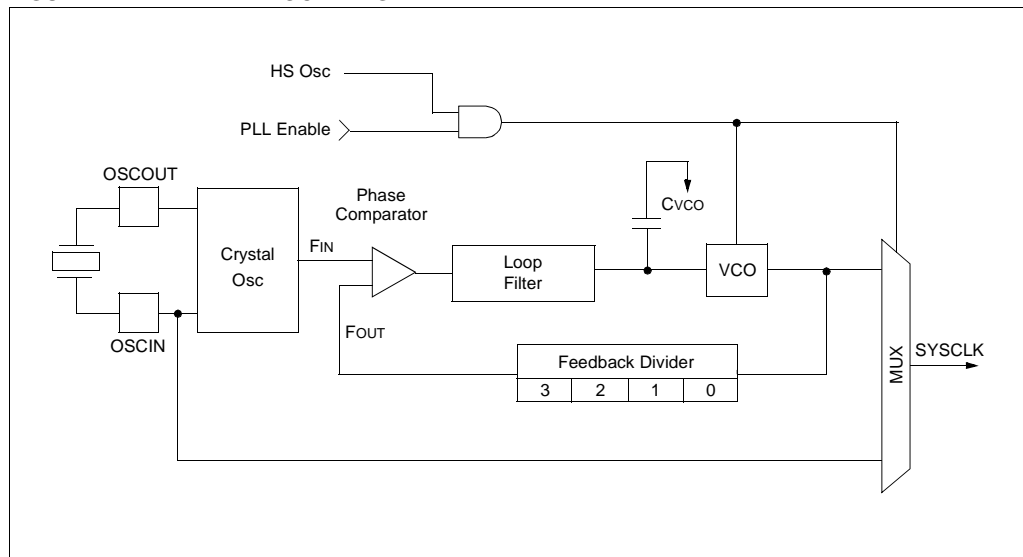 HS Osc
PLL Enable
OSCOUT
Phase
Comparator
CVCO
Crystal
Osc
FIN
Loop
Filter
VCO
OSCIN
FOUT
Feedback Divider
3 2 1 0
MUX
SYSCLK